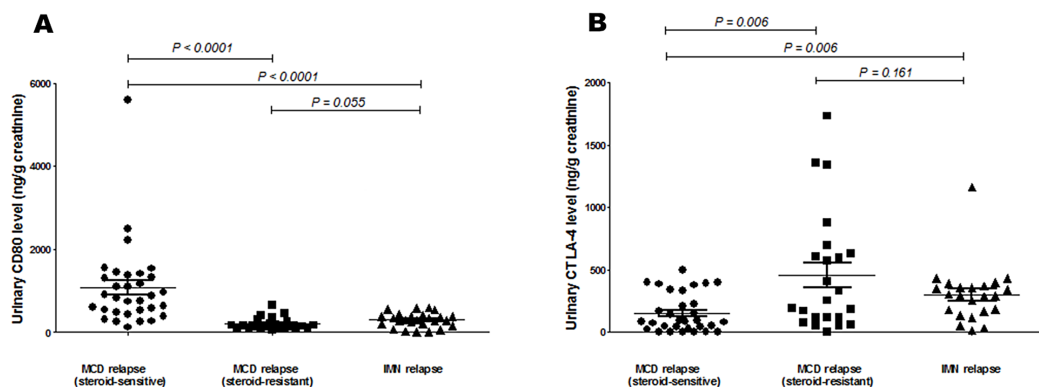 A
P < 0.0001
P < 0.0001
P = 0.055
6000
4000
2000
0
Urinary CD80 level (ng/g creatinine)
MCD relapse
(steroid-sensitive)
MCD relapse
(steroid-resistant)
IMN relapse
B
P = 0.006
P = 0.006
P = 0.161
2000
1500
1000
500
0
Urinary CTLA-4 level (ng/g creatinine)
MCD relapse
(steroid-sensitive)
MCD relapse
(steroid-resistant)
IMN relapse